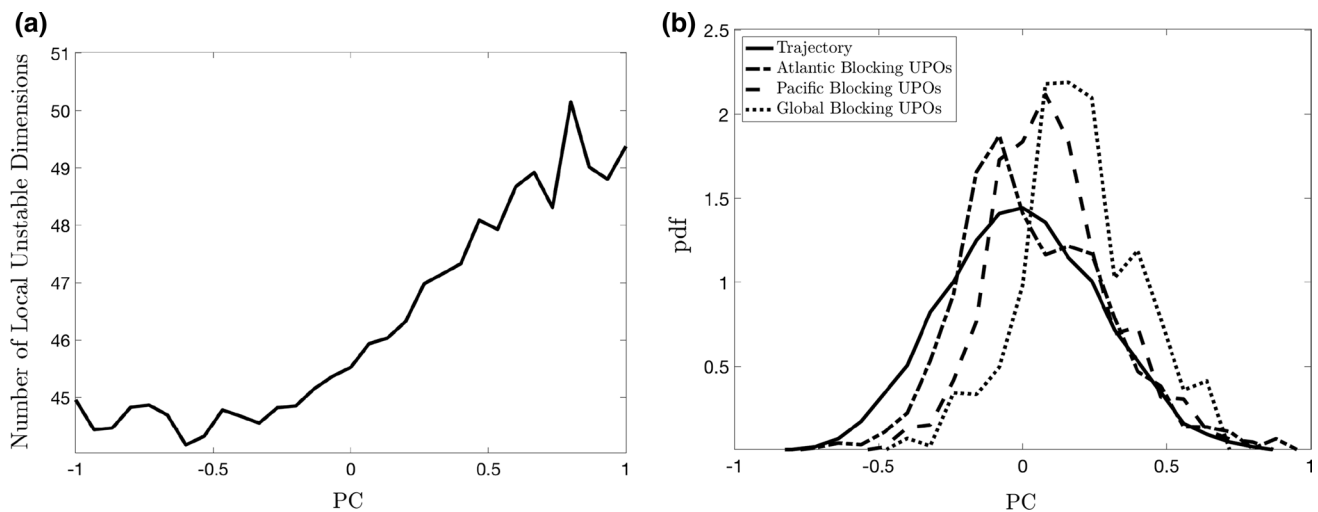 (a)
51
50
49
48
47
46
45
Number of Local Unstable Dimensions
-1
-0.5
0
0.5
1
PC
(b)
2.5
2
1.5
1
0.5
pdf
Trajectory
Atlantic Blocking UPOs
Pacific Blocking UPOs
Global Blocking UPOs
-1
-0.5
0
0.5
1
PC